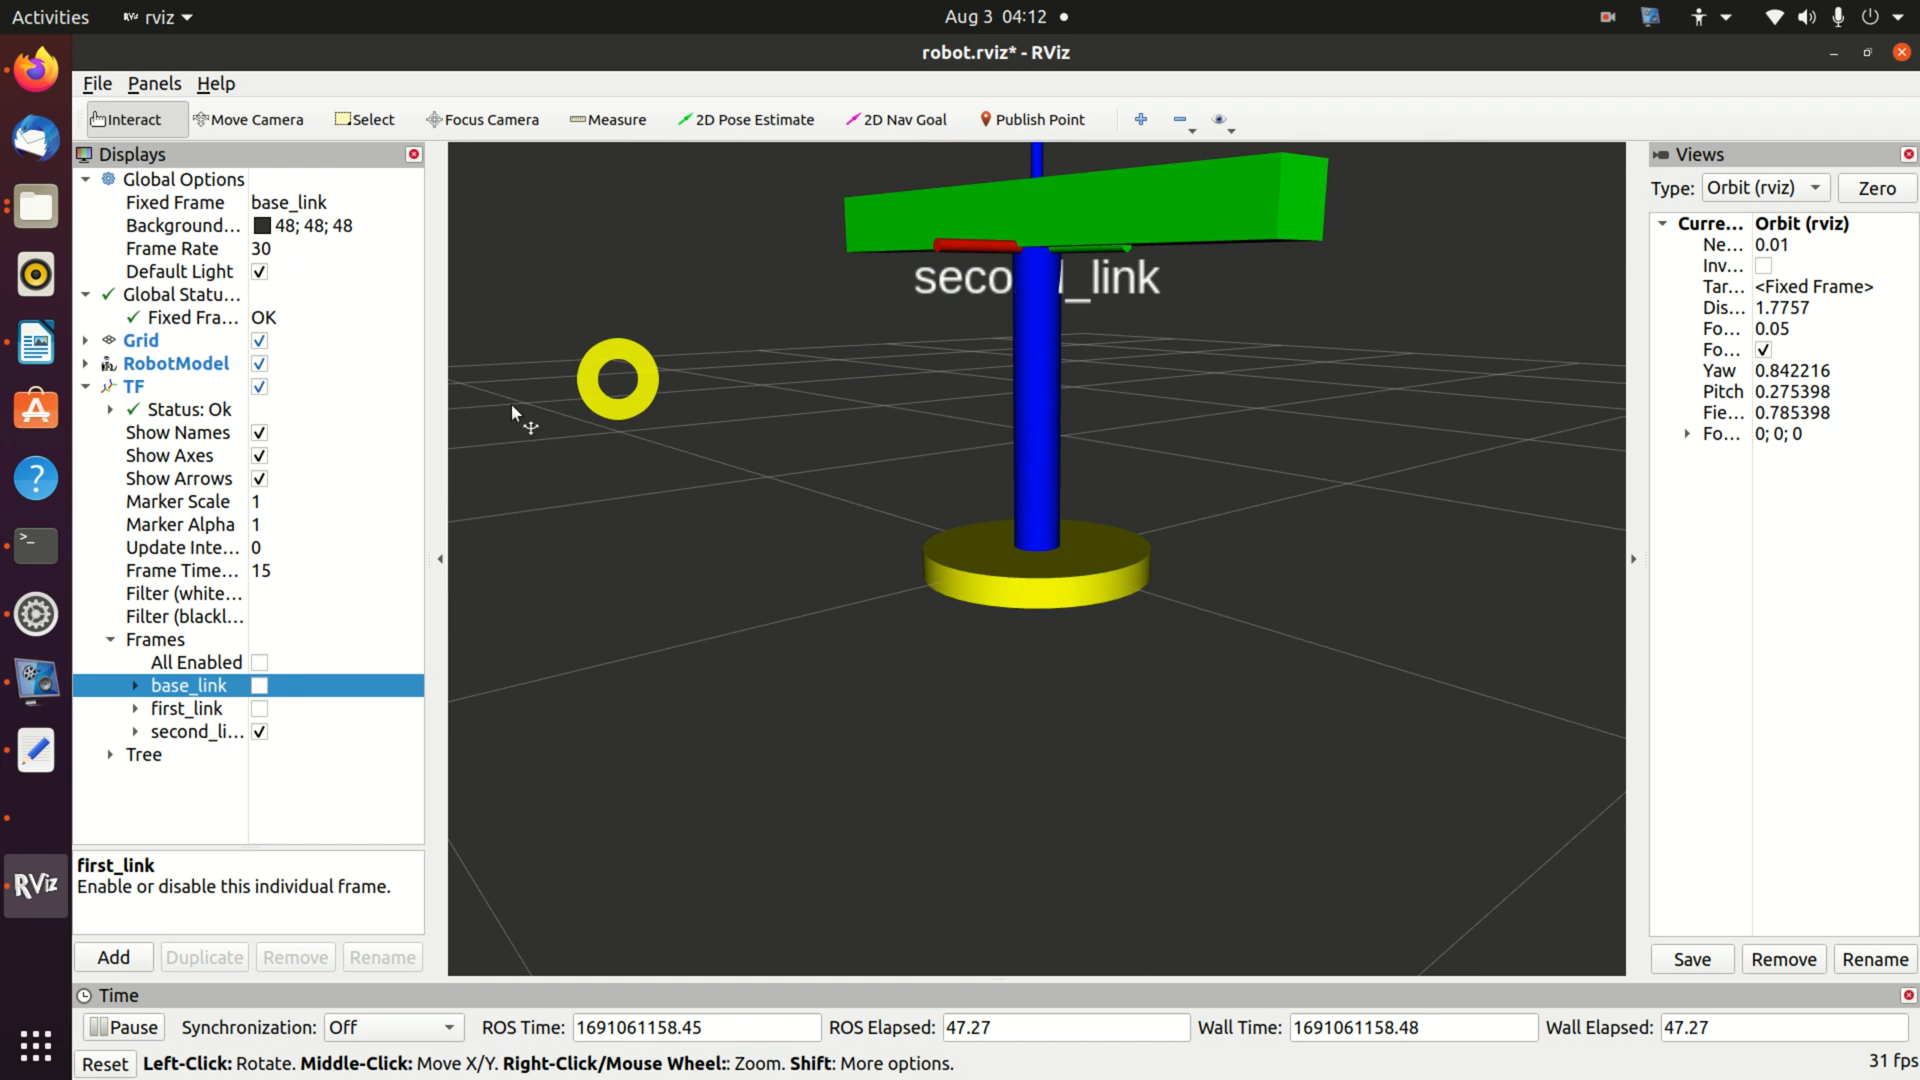 Activities
rviz
Aug 3 04:12
robot.rviz* - RViz
File Panels Help
Interact
Move Camera
Select
Focus Camera
Measure
2D Pose Estimate
2D Nav Goal
Publish Point
Displays
Global Options
Fixed Frame base_link
Background... 48; 48; 48
Frame Rate 30
Default Light
Global Statu...
Fixed Fra... OK
Grid
RobotModel
TF
Status: Ok
Show Names
Show Axes
Show Arrows
Marker Scale 1
Marker Alpha 1
Update Inte... 0
Frame Time... 15
Filter (white...
Filter (blackl...
Frames
All Enabled
base_link
first_link
second_li...
Tree
first_link
Enable or disable this individual frame.
Add Duplicate Remove Rename
RViz
second_link
Views
Type: Orbit (rviz) Zero
Curre... Orbit (rviz)
Ne... 0.01
Inv...
Tar... <Fixed Frame>
Dis... 1.7757
Fo... 0.05
Fo...
Yaw 0.842216
Pitch 0.275398
Fie... 0.785398
Fo... 0; 0; 0
Save Remove Rename
Time
Pause Synchronization: Off ROS Time: 1691061158.45 ROS Elapsed: 47.27 Wall Time: 1691061158.48 Wall Elapsed: 47.27
Reset Left-Click: Rotate. Middle-Click: Move X/Y. Right-Click/Mouse Wheel:: Zoom. Shift: More options. 31 fps